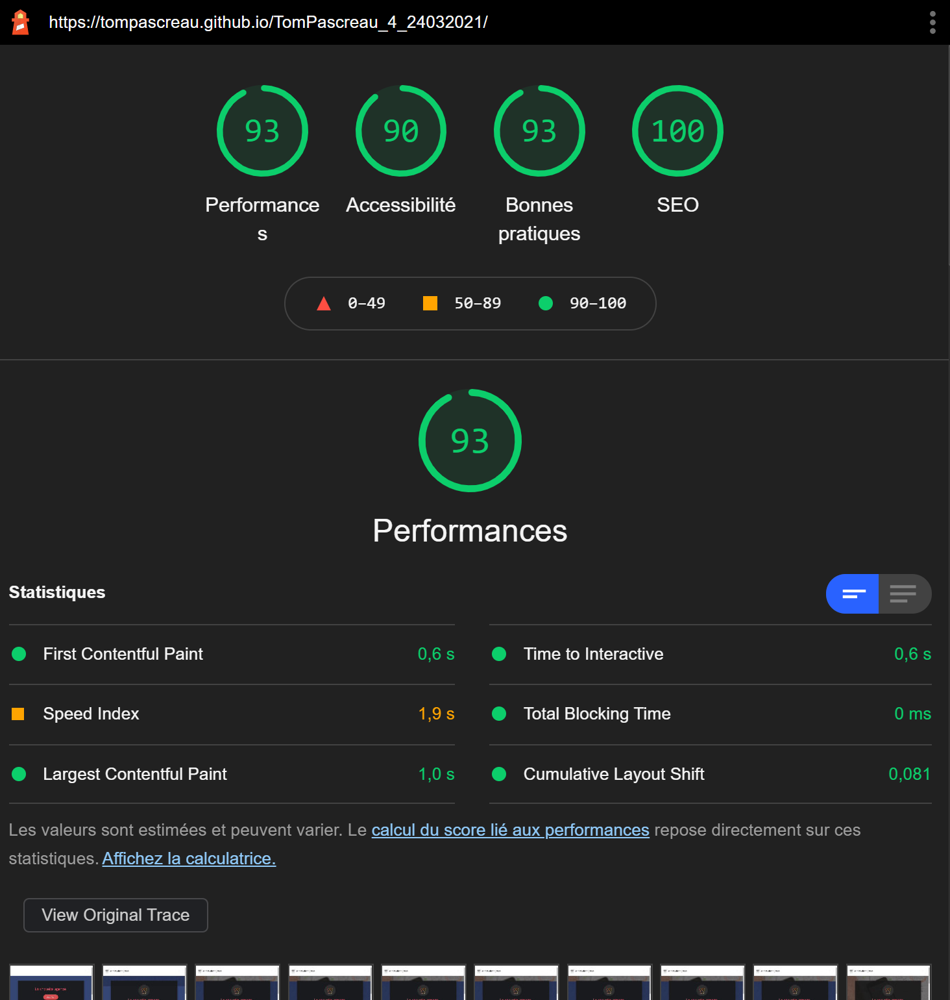 https://tompascreau.github.io/TomPascreau_4_24032021/
93
90
93
100
Performance
s
Accessibilité
Bonnes
pratiques
SEO
0–49
50–89
90–100
93
Performances
Statistiques
First Contentful Paint
0,6 s
Time to Interactive
0,6 s
Speed Index
1,9 s
Total Blocking Time
0 ms
Largest Contentful Paint
1,0 s
Cumulative Layout Shift
0,081
Les valeurs sont estimées et peuvent varier. Le calcul du score lié aux performances repose directement sur ces
statistiques. Affichez la calculatrice.
View Original Trace